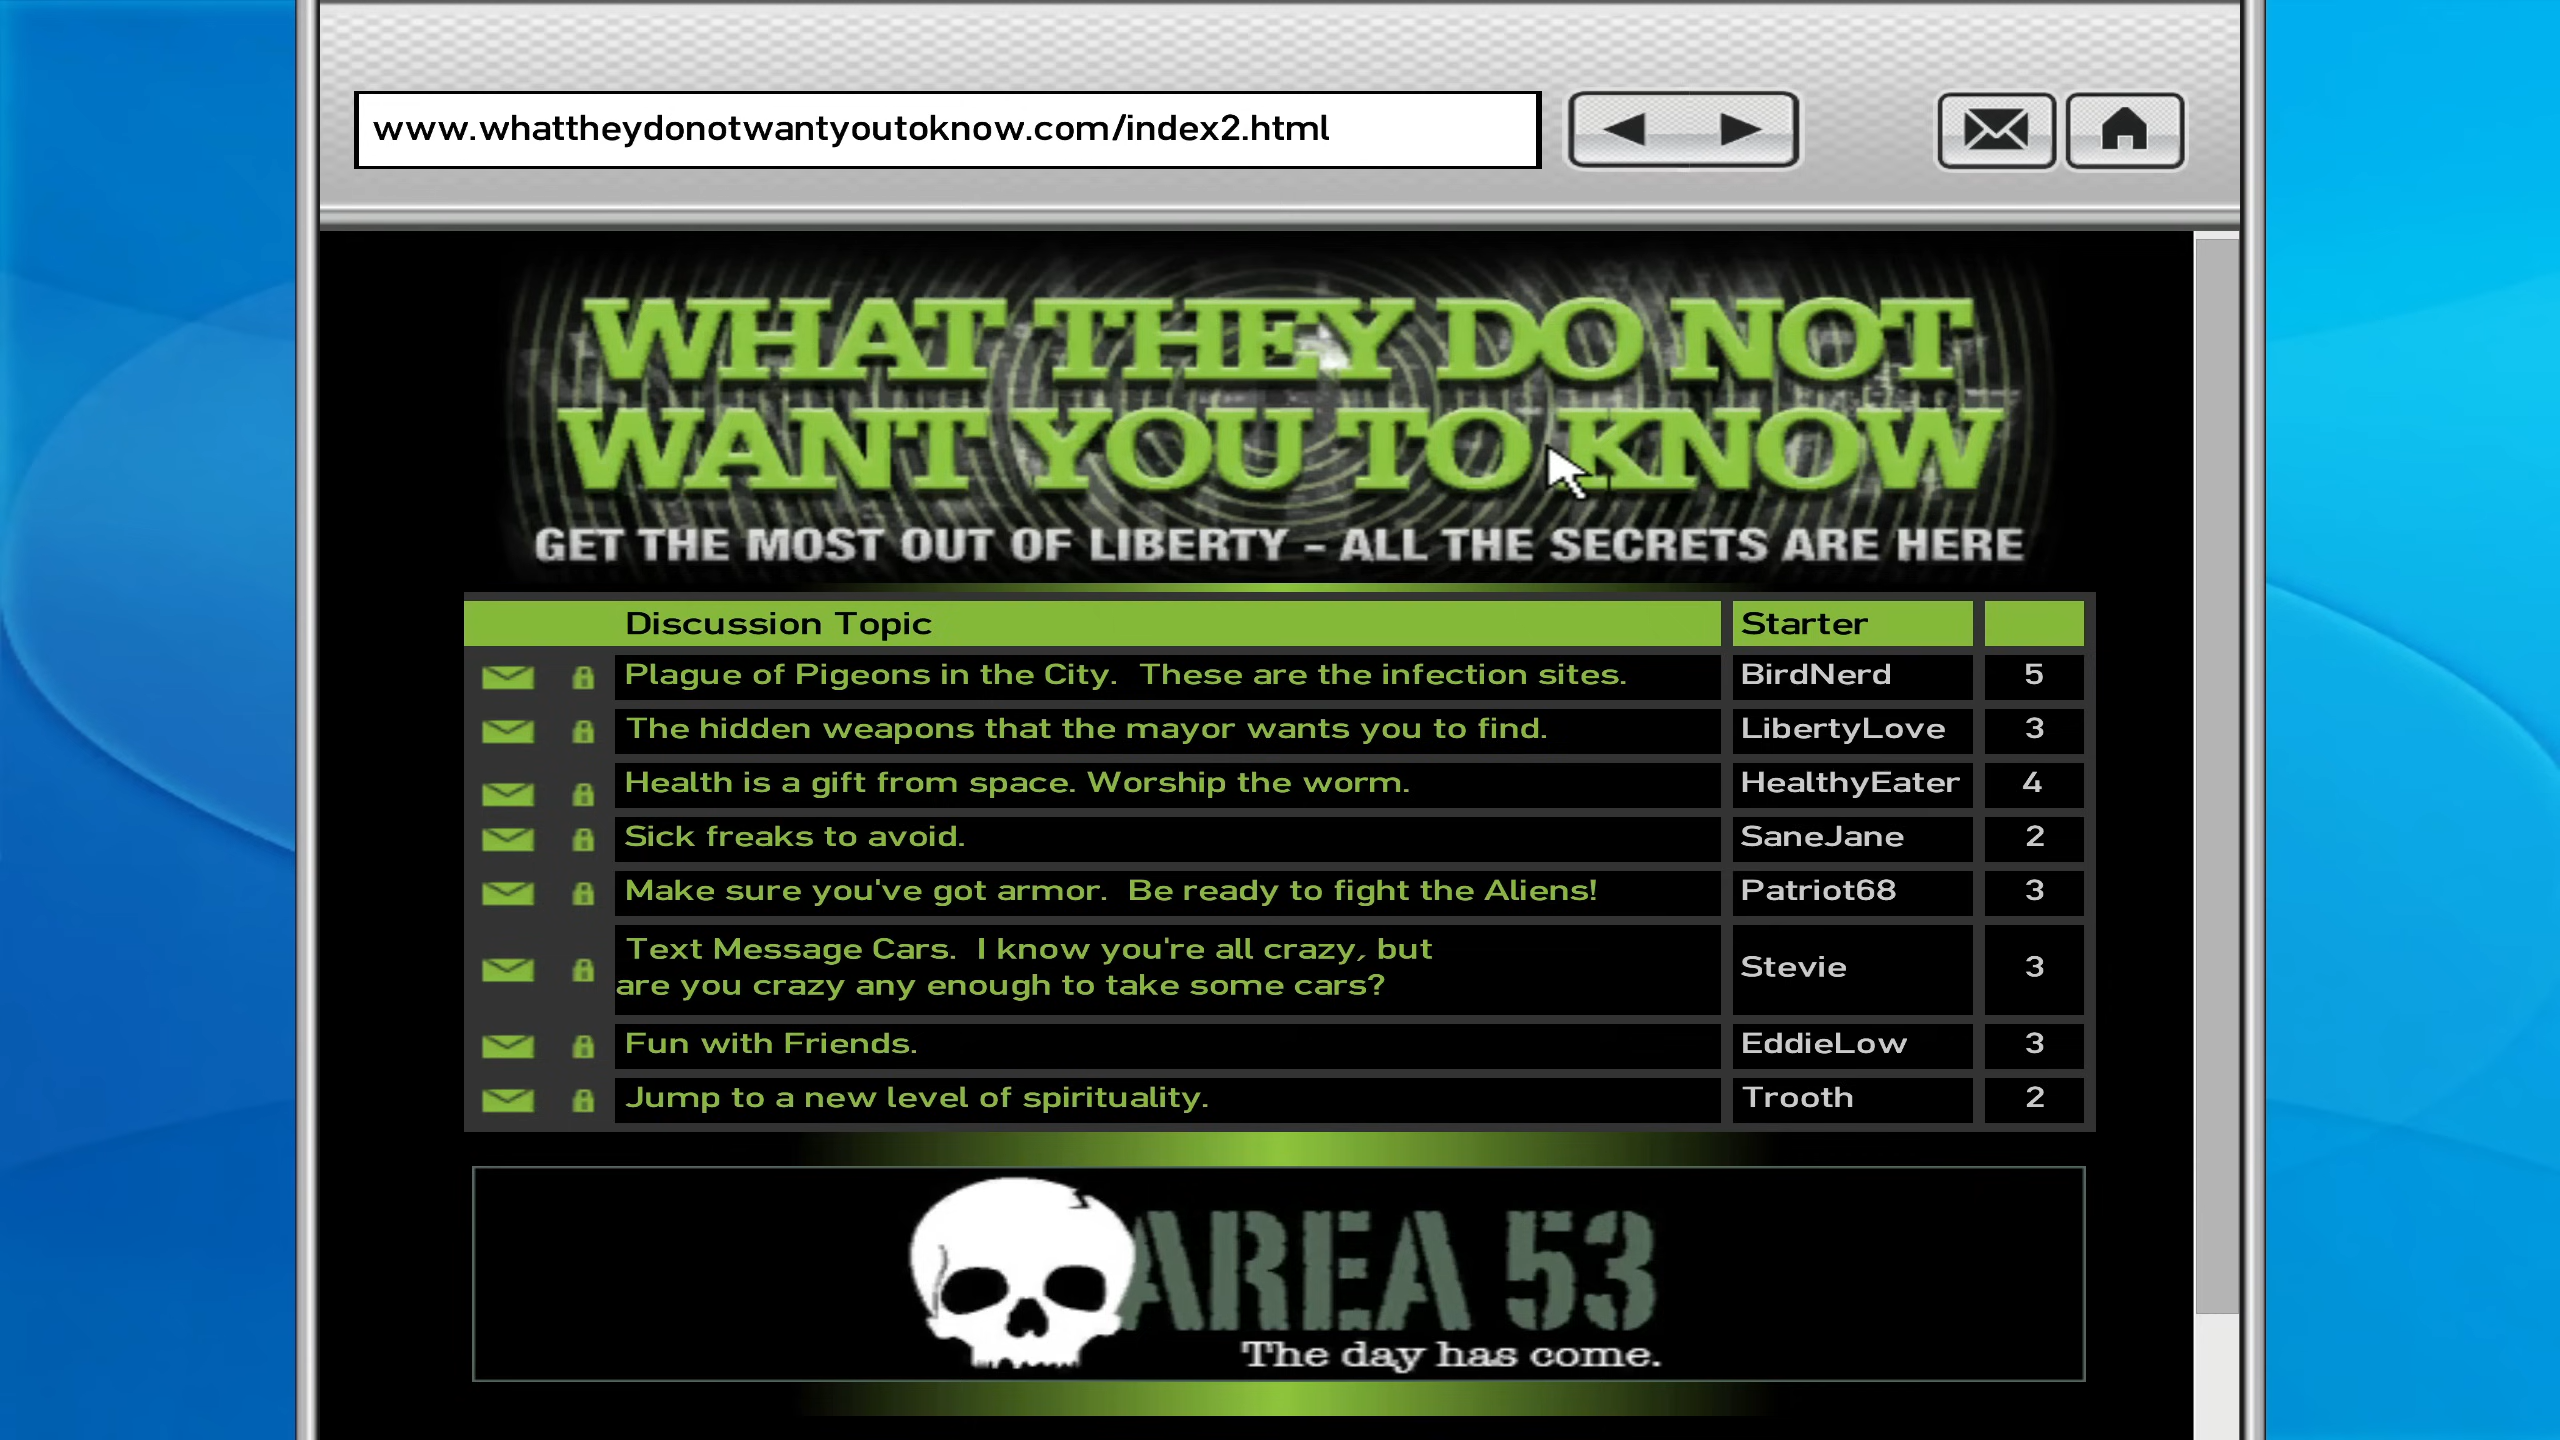 www.whattheydonotwantyoutoknow.com/index2.html
WHAT THEY DO NOT
WANT YOU TO KNOW
GET THE MOST OUT OF LIBERTY - ALL THE SECRETS ARE HERE
Discussion Topic Starter
Plague of Pigeons in the City. These are the infection sites. BirdNerd 5
The hidden weapons that the mayor wants you to find. LibertyLove 3
Health is a gift from space. Worship the worm. HealthyEater 4
Sick freaks to avoid. SaneJane 2
Make sure you've got armor. Be ready to fight the Aliens! Patriot68 3
Text Message Cars. I know you're all crazy, but
are you crazy any enough to take some cars? Stevie 3
Fun with Friends. EddieLow 3
Jump to a new level of spirituality. Trooth 2
AREA 53
The day has come.